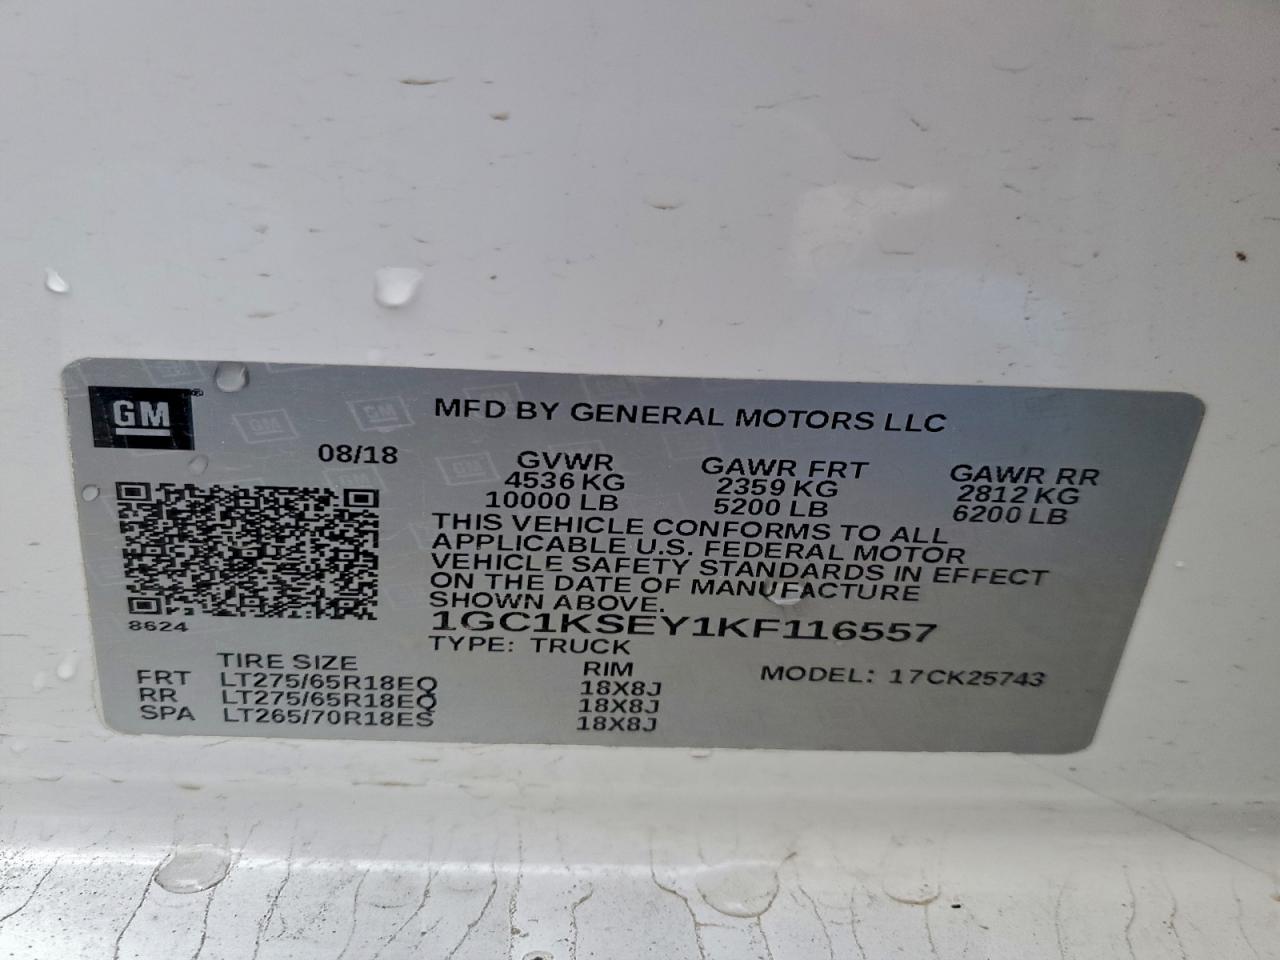 GM
MFD BY GENERAL MOTORS LLC
08/18
GVWR GAWR FRT GAWR RR
4536 KG 2359 KG 2812 KG
10000 LB 5200 LB 6200 LB
THIS VEHICLE CONFORMS TO ALL
APPLICABLE U.S. FEDERAL MOTOR
VEHICLE SAFETY STANDARDS IN EFFECT
ON THE DATE OF MANUFACTURE
SHOWN ABOVE.
8624
1GC1KSEY1KF116557
TYPE: TRUCK
TIRE SIZE RIM MODEL: 17CK25743
FRT LT275/65R18EQ 18X8J
RR LT275/65R18EQ 18X8J
SPA LT265/70R18ES 18X8J